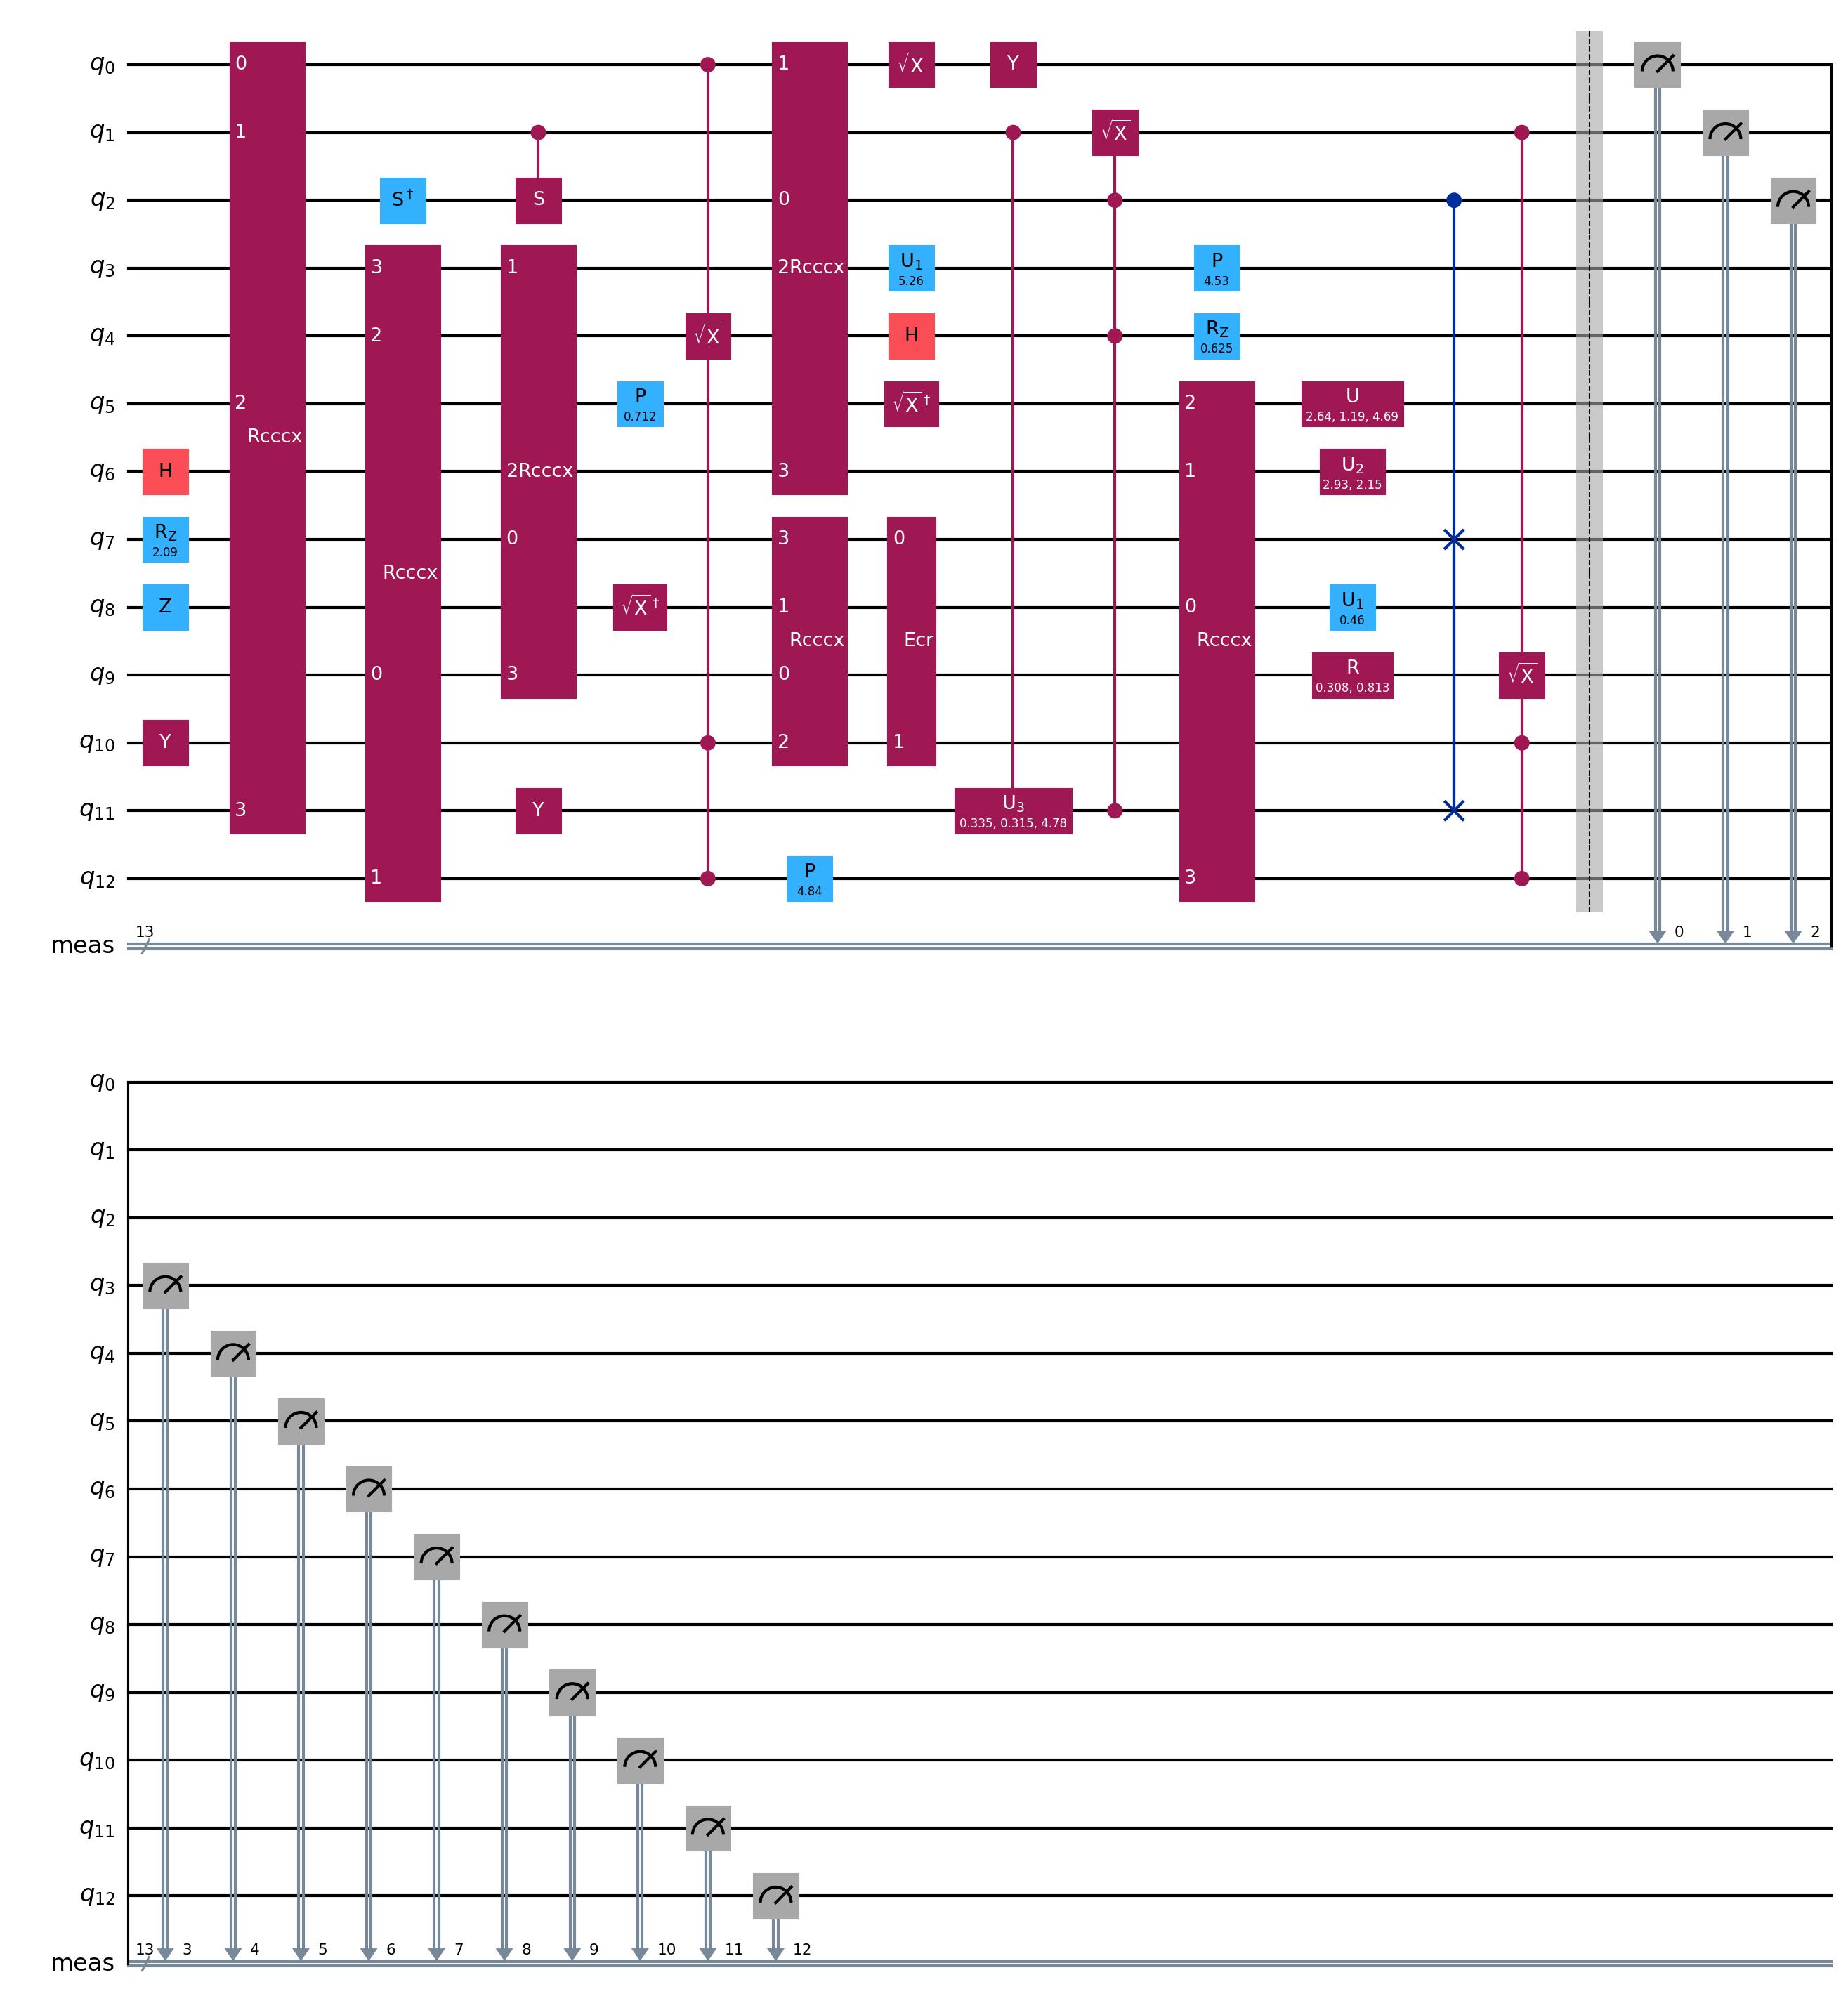 q0 0 1 √X Y
q1 1 √X
q2 S† S 0
q3 3 1 2Rcccx U1 5.26 P 4.53
q4 2 √X H RZ 0.625
q5 2 P 0.712 √X† 2 U 2.64, 1.19, 4.69
Rcccx
q6 H 2Rcccx 3 1 U2 2.93, 2.15
q7 RZ 2.09 0 3 0
Rcccx
q8 Z √X† 1 0 U1 0.46
Rcccx Ecr Rcccx
q9 0 3 0 R 0.308, 0.813 √X
q10 Y 2 1
q11 3 Y U3 0.335, 0.315, 4.78
q12 1 P 4.84 3
meas 13 0 1 2
q0
q1
q2
q3
q4
q5
q6
q7
q8
q9
q10
q11
q12
meas 13 3 4 5 6 7 8 9 10 11 12